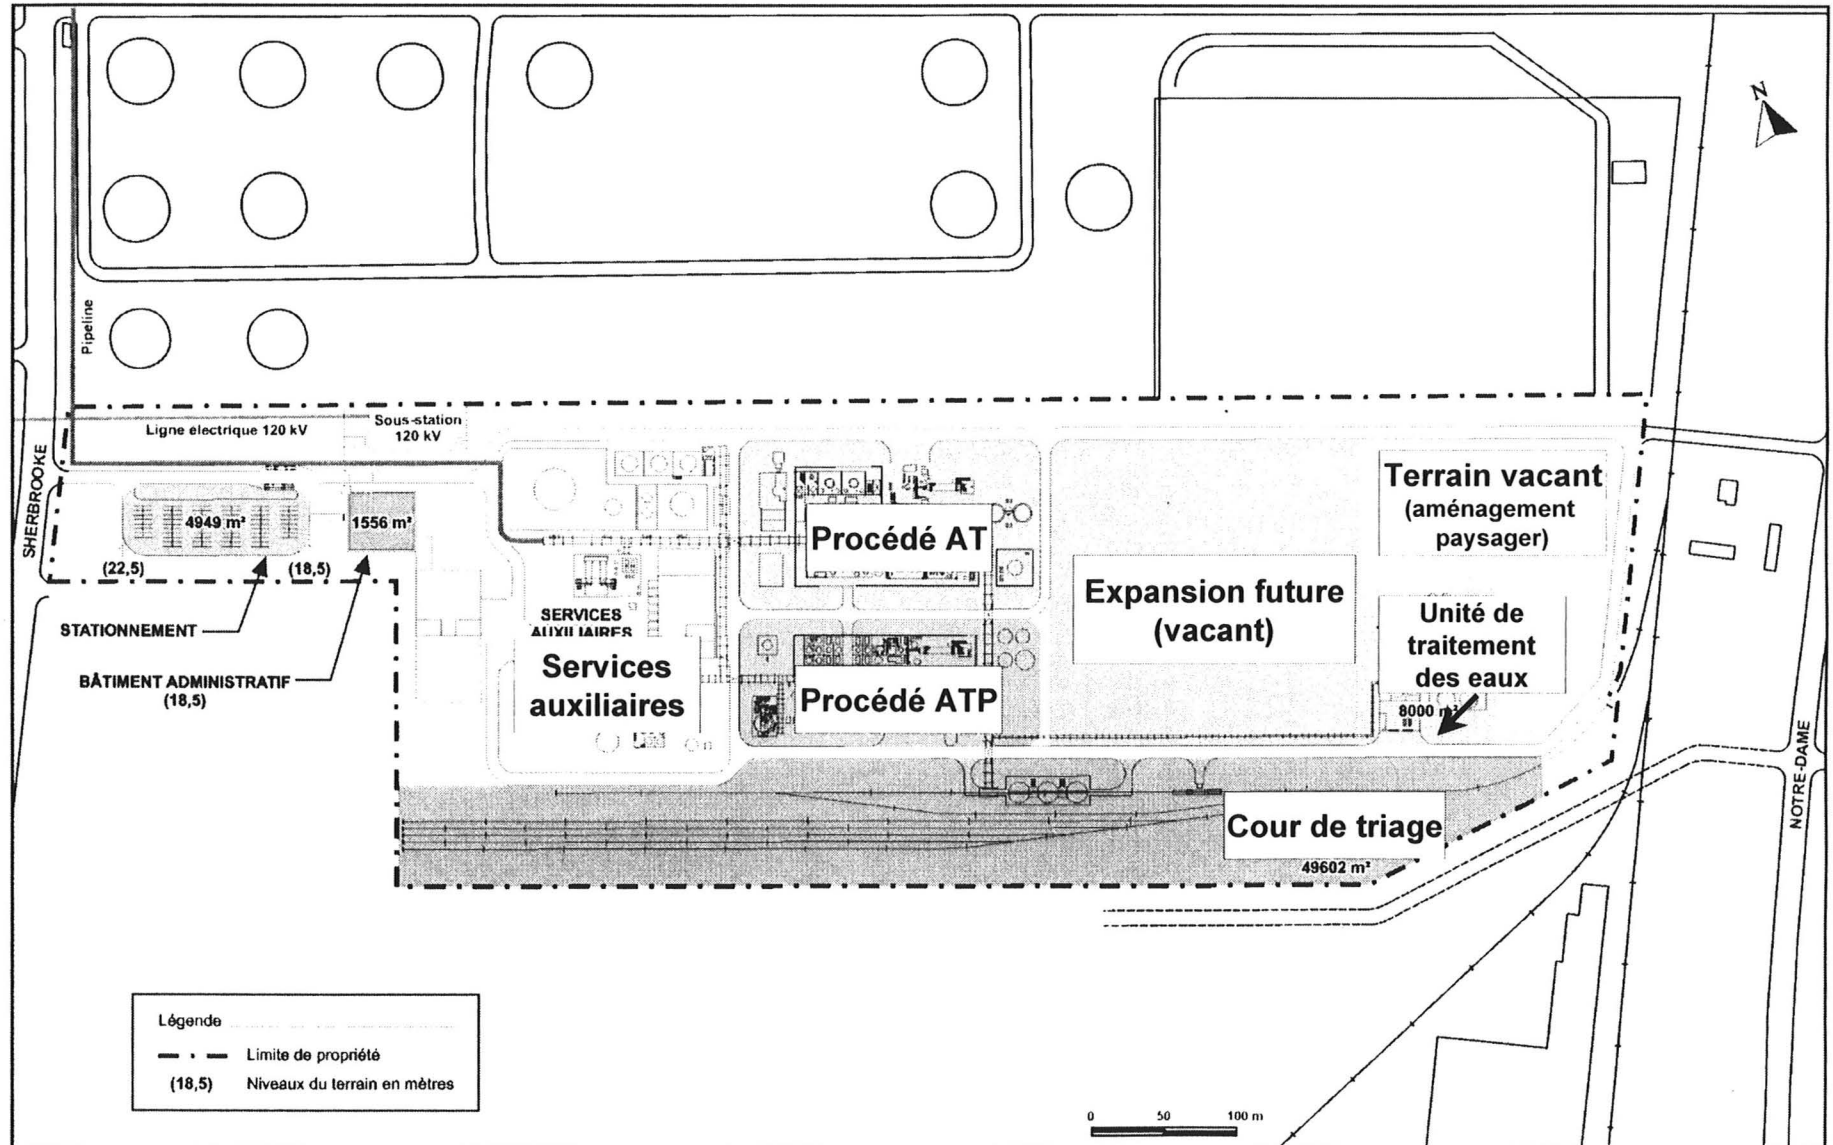 N
Pipeline
SHERBROOKE
Ligne électrique 120 kV
Sous-station
120 kV
4949 m²
1556 m²
(22,5)
(18,5)
STATIONNEMENT
BÂTIMENT ADMINISTRATIF
(18,5)
SERVICES
AUXILIAIRES
Services
auxiliaires
Procédé AT
Procédé ATP
Expansion future
(vacant)
Terrain vacant
(aménagement
paysager)
Unité de
traitement
des eaux
8000 m²
Cour de triage
49602 m²
NOTRE-DAME
Légende
Limite de propriété
(18,5) Niveaux du terrain en mètres
0 50 100 m